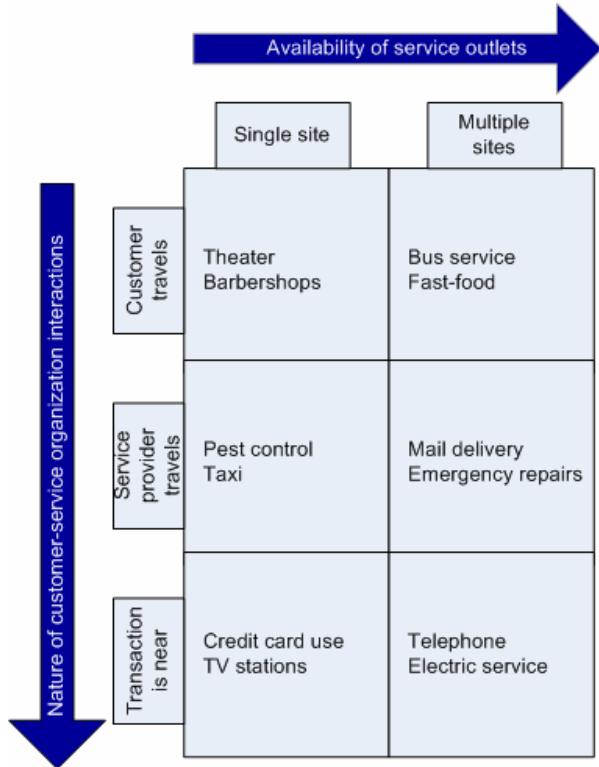 Availability of service outlets
Single site
Multiple
sites
Nature of customer-service organization interactions
Customer
travels
Theater
Barbershops
Bus service
Fast-food
Service
provider
travels
Pest control
Taxi
Mail delivery
Emergency repairs
Transaction
is near
Credit card use
TV stations
Telephone
Electric service